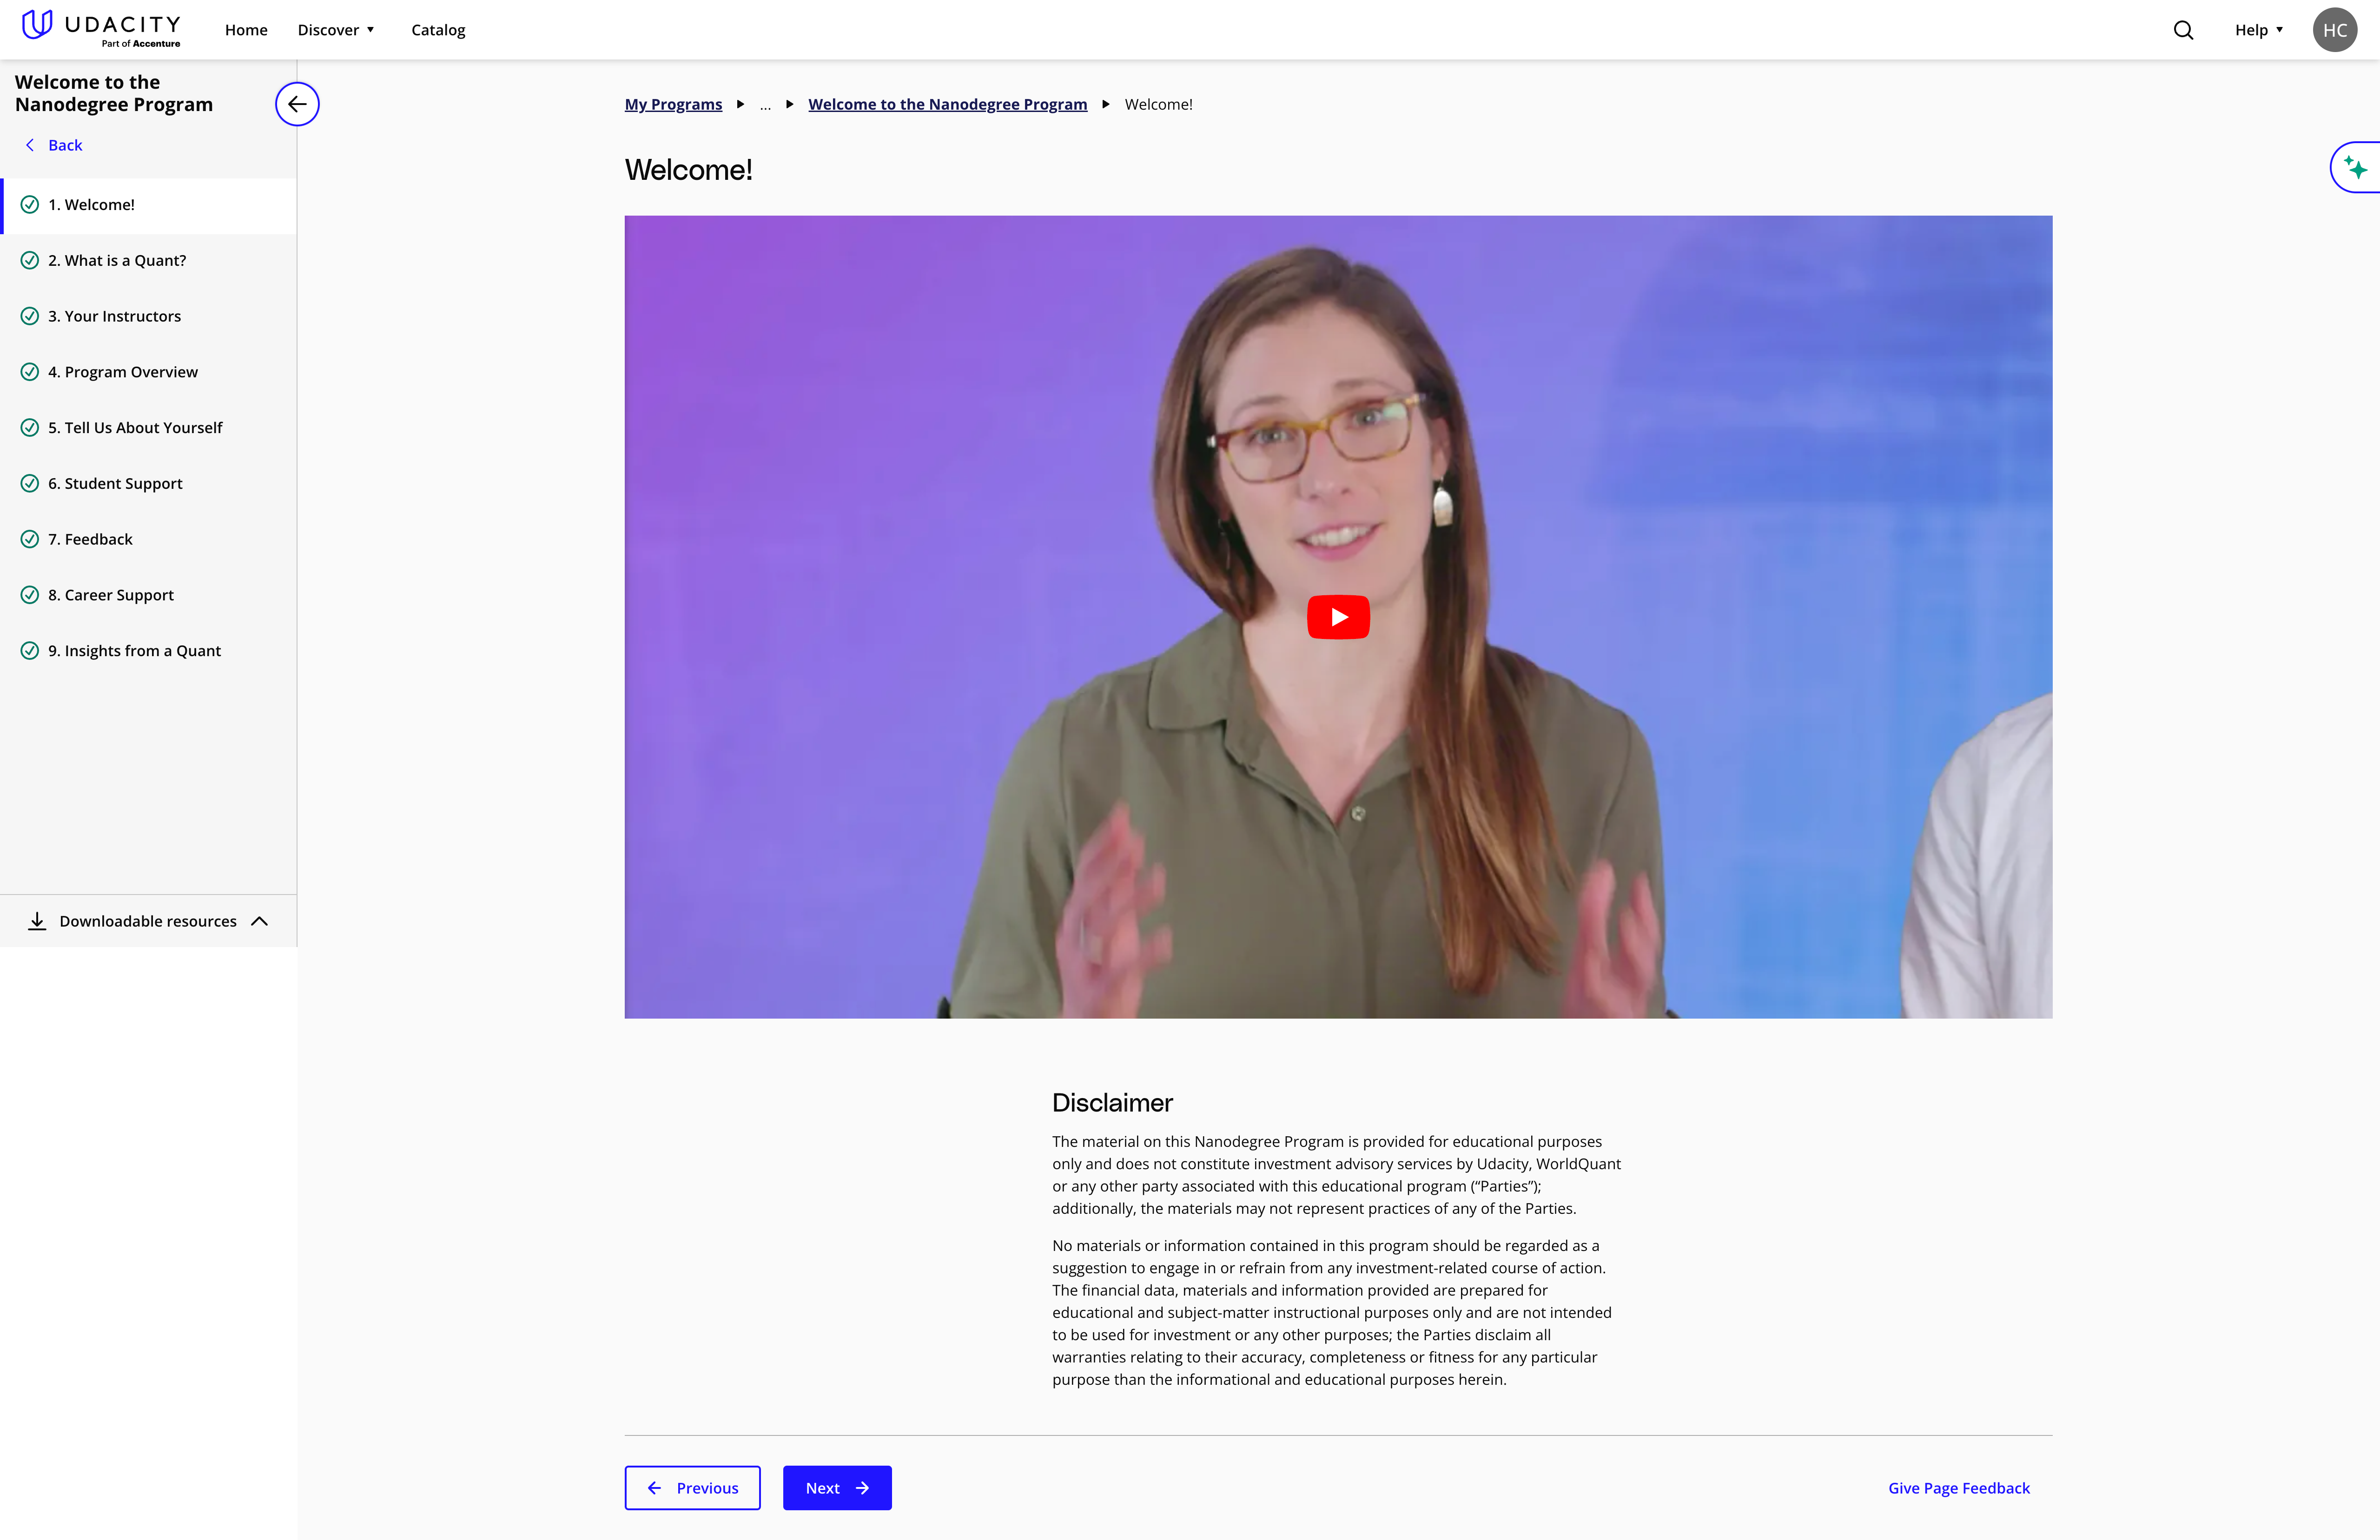 UDACITY
Part of Accenture
Home
Discover
Catalog
Help
HC
Welcome to the
Nanodegree Program
Back
1. Welcome!
2. What is a Quant?
3. Your Instructors
4. Program Overview
5. Tell Us About Yourself
6. Student Support
7. Feedback
8. Career Support
9. Insights from a Quant
Downloadable resources
My Programs ... Welcome to the Nanodegree Program Welcome!
Welcome!
Disclaimer
The material on this Nanodegree Program is provided for educational purposes
only and does not constitute investment advisory services by Udacity, WorldQuant
or any other party associated with this educational program (“Parties”);
additionally, the materials may not represent practices of any of the Parties.
No materials or information contained in this program should be regarded as a
suggestion to engage in or refrain from any investment-related course of action.
The financial data, materials and information provided are prepared for
educational and subject-matter instructional purposes only and are not intended
to be used for investment or any other purposes; the Parties disclaim all
warranties relating to their accuracy, completeness or fitness for any particular
purpose than the informational and educational purposes herein.
Previous
Next
Give Page Feedback